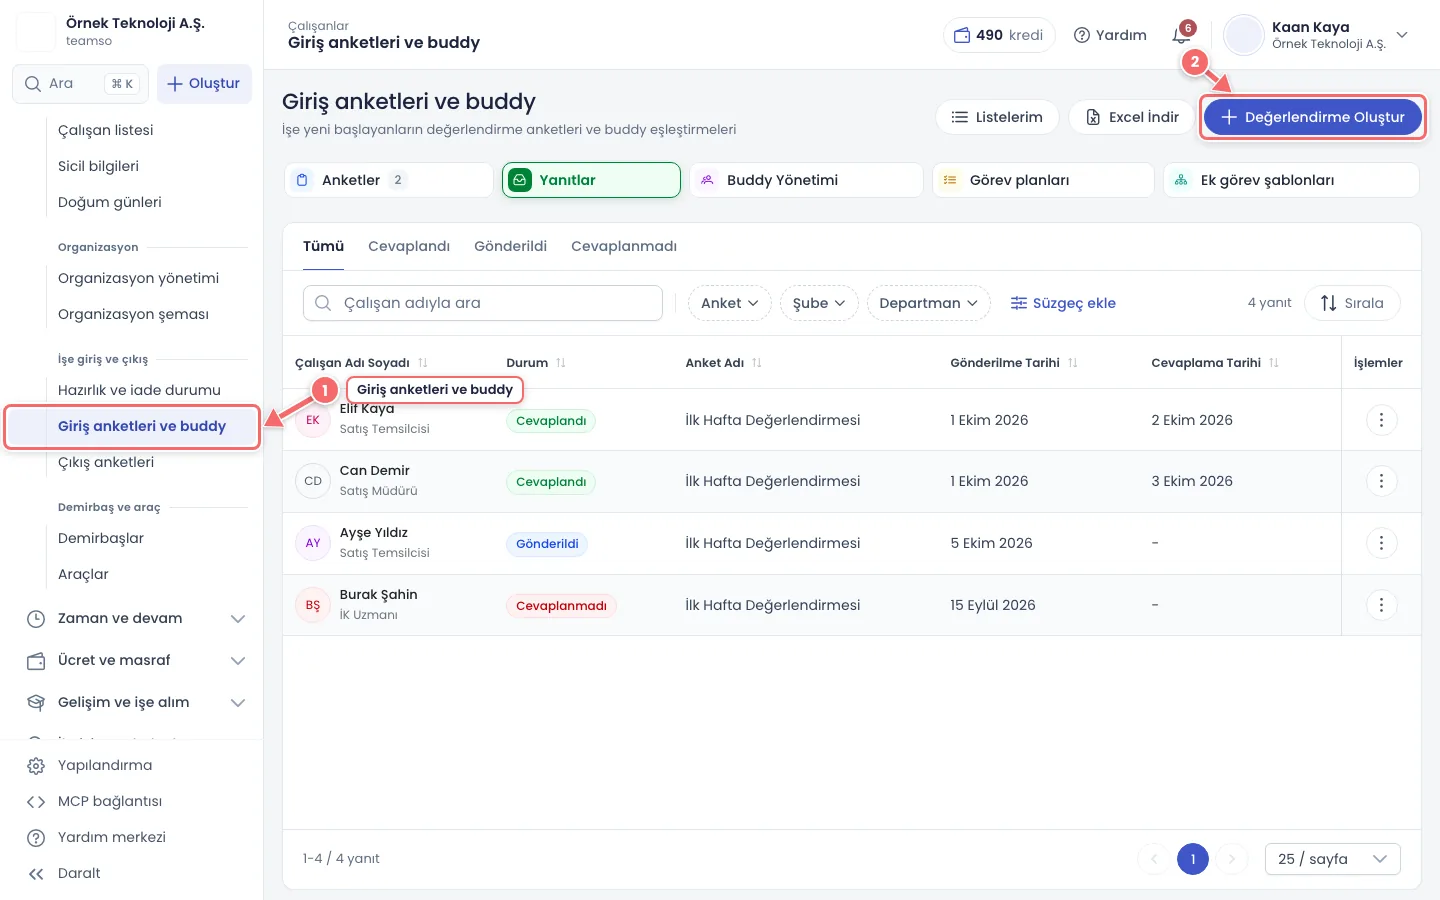 Örnek Teknoloji A.Ş.
teamso
Ara
⌘ K
Oluştur
Çalışan listesi
Sicil bilgileri
Doğum günleri
Organizasyon
Organizasyon yönetimi
Organizasyon şeması
İşe giriş ve çıkış
Hazırlık ve iade durumu
Giriş anketleri ve buddy
Çıkış anketleri
Demirbaş ve araç
Demirbaşlar
Araçlar
Zaman ve devam
Ücret ve masraf
Gelişim ve işe alım
Yapılandırma
MCP bağlantısı
Yardım merkezi
Daralt
Çalışanlar
Giriş anketleri ve buddy
490 kredi
Yardım
6
Kaan Kaya
Örnek Teknoloji A.Ş.
2
Giriş anketleri ve buddy
İşe yeni başlayanların değerlendirme anketleri ve buddy eşleştirmeleri
Listelerim
Excel İndir
Değerlendirme Oluştur
Anketler 2
Yanıtlar
Buddy Yönetimi
Görev planları
Ek görev şablonları
Tümü
Cevaplandı
Gönderildi
Cevaplanmadı
Çalışan adıyla ara
Anket
Şube
Departman
Süzgeç ekle
4 yanıt
Sırala
Çalışan Adı Soyadı
Durum
Anket Adı
Gönderilme Tarihi
Cevaplama Tarihi
İşlemler
1
Giriş anketleri ve buddy
EK
Elif Kaya
Satış Temsilcisi
Cevaplandı
İlk Hafta Değerlendirmesi
1 Ekim 2026
2 Ekim 2026
CD
Can Demir
Satış Müdürü
Cevaplandı
İlk Hafta Değerlendirmesi
1 Ekim 2026
3 Ekim 2026
AY
Ayşe Yıldız
Satış Temsilcisi
Gönderildi
İlk Hafta Değerlendirmesi
5 Ekim 2026
-
BŞ
Burak Şahin
İK Uzmanı
Cevaplanmadı
İlk Hafta Değerlendirmesi
15 Eylül 2026
-
1-4 / 4 yanıt
1
25 / sayfa